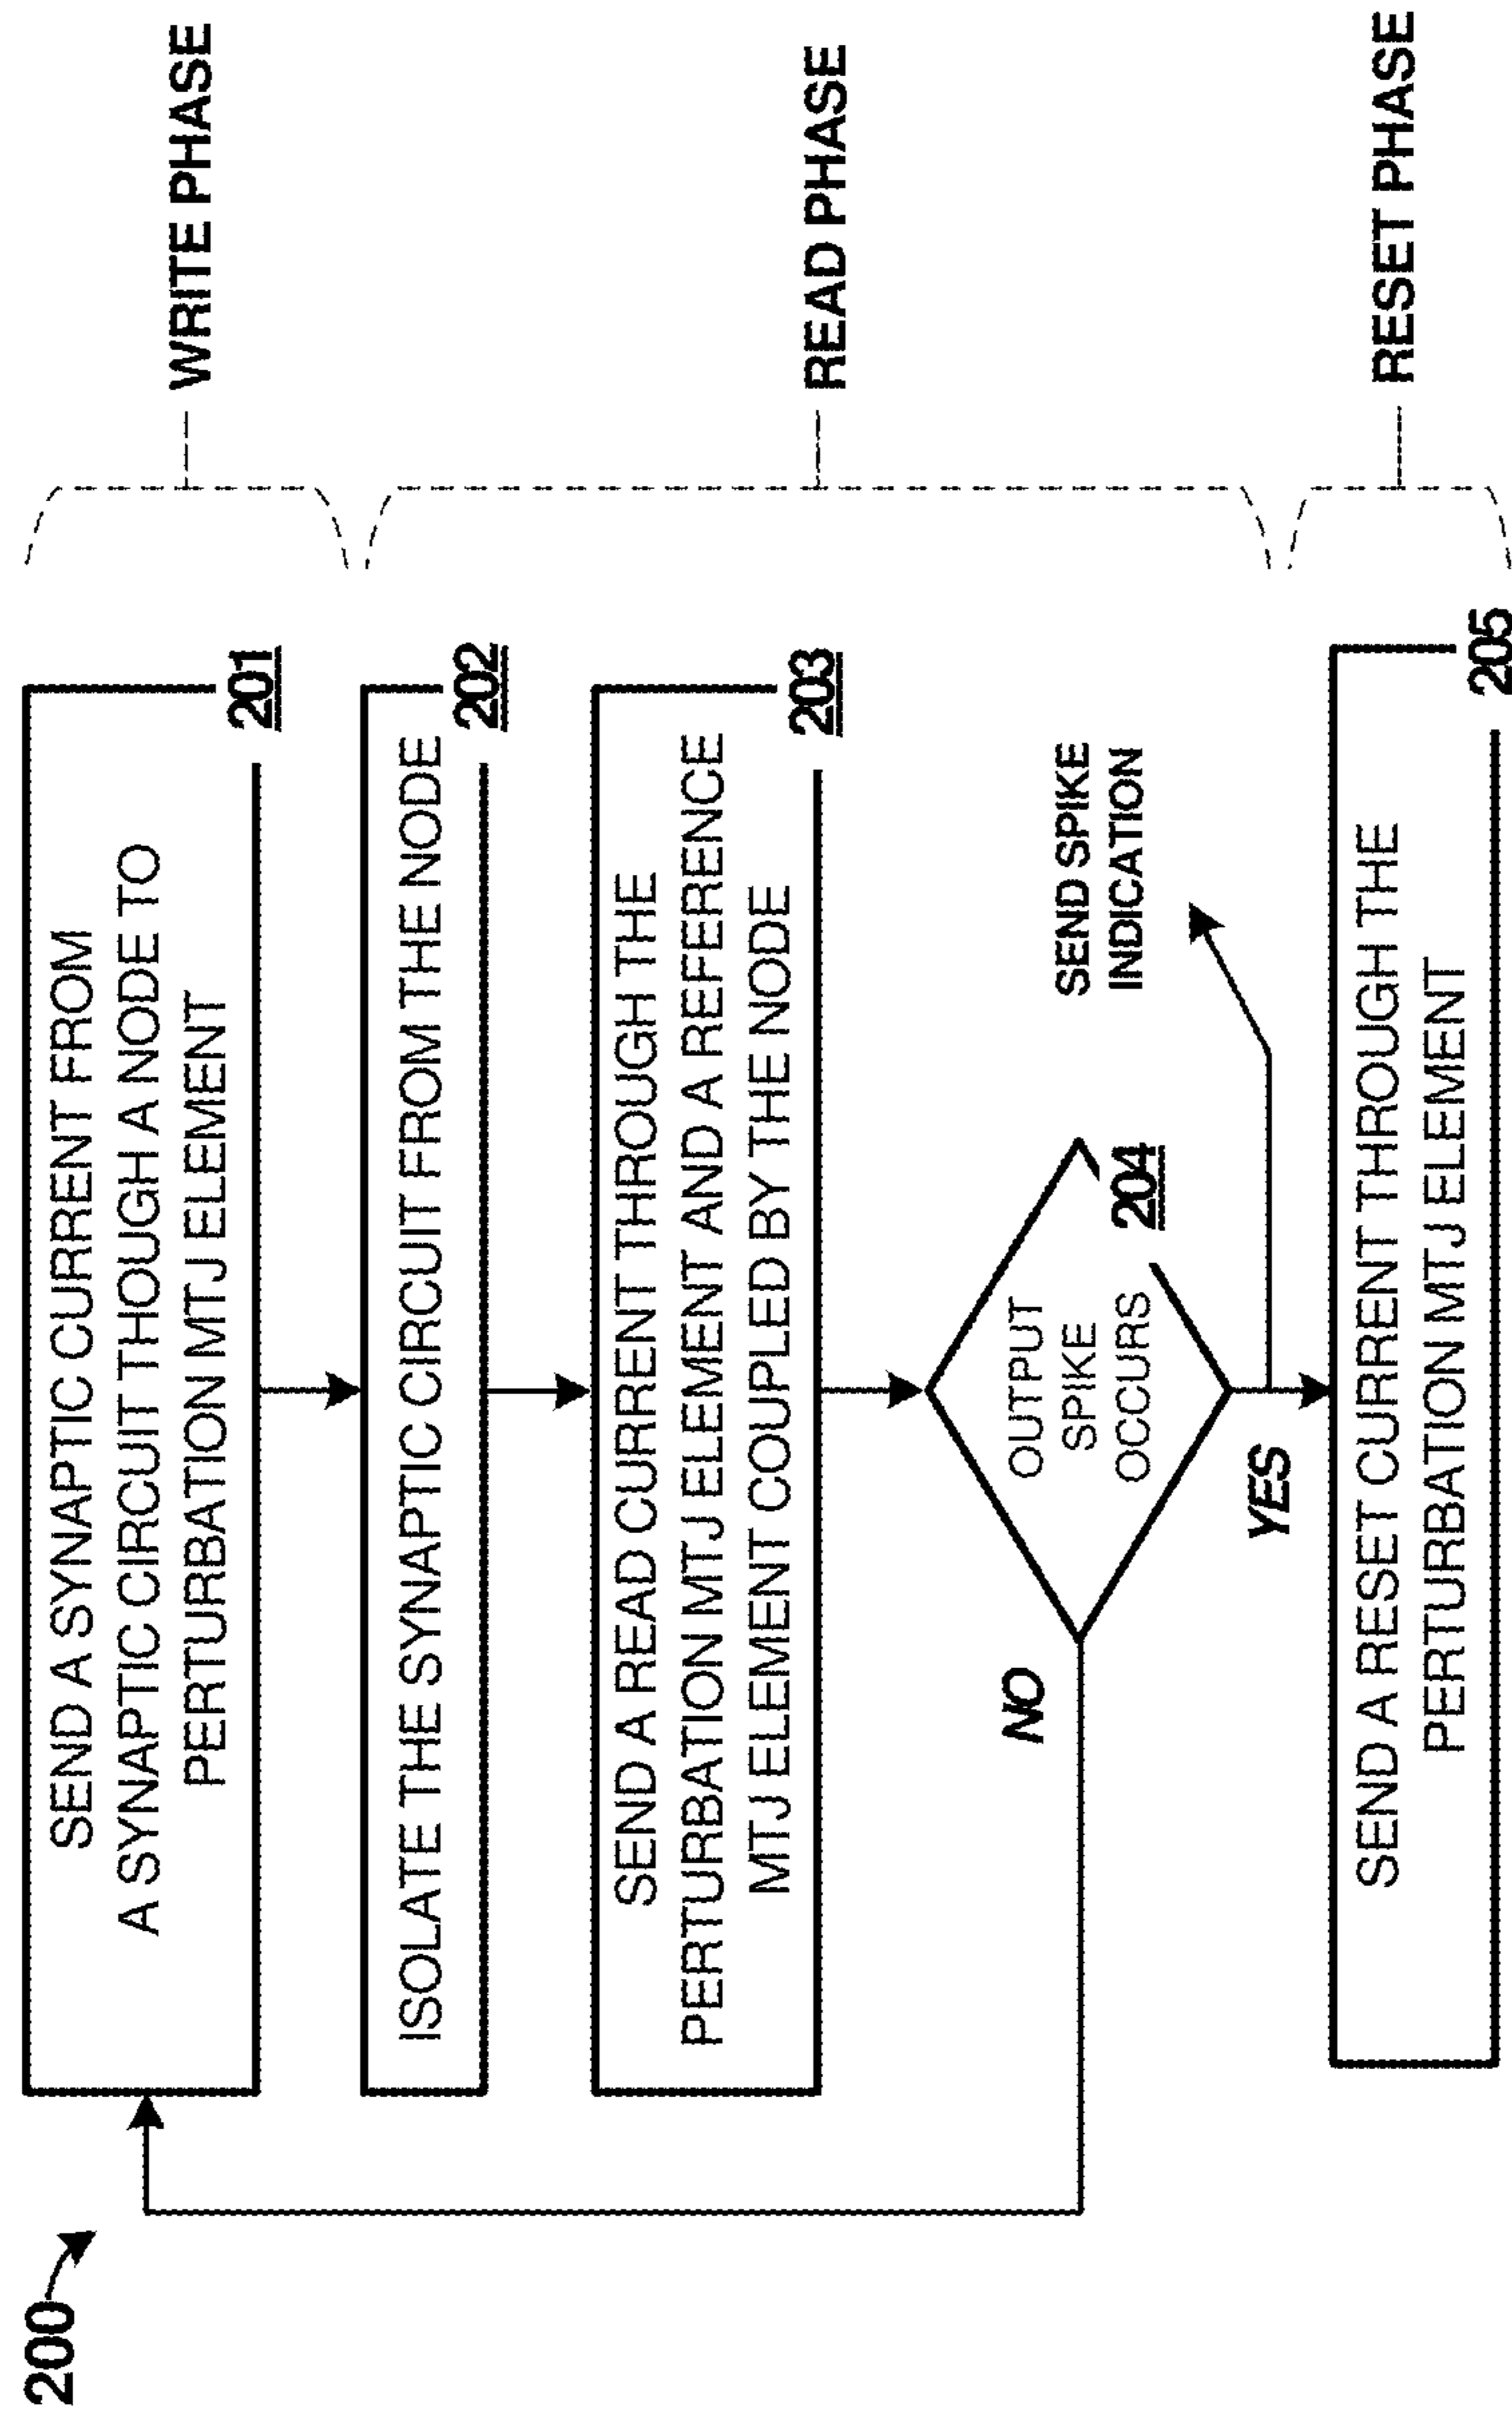 200
SEND A SYNAPTIC CURRENT FROM
A SYNAPTIC CIRCUIT THOUGH A NODE TO
PERTURBATION MTJ ELEMENT
201
WRITE PHASE
ISOLATE THE SYNAPTIC CIRCUIT FROM THE NODE
202
SEND A READ CURRENT THROUGH THE
PERTURBATION MTJ ELEMENT AND A REFERENCE
MTJ ELEMENT COUPLED BY THE NODE
203
READ PHASE
OUTPUT
SPIKE
OCCURS
204
NO
YES
SEND SPIKE
INDICATION
SEND A RESET CURRENT THROUGH THE
PERTURBATION MTJ ELEMENT
205
RESET PHASE